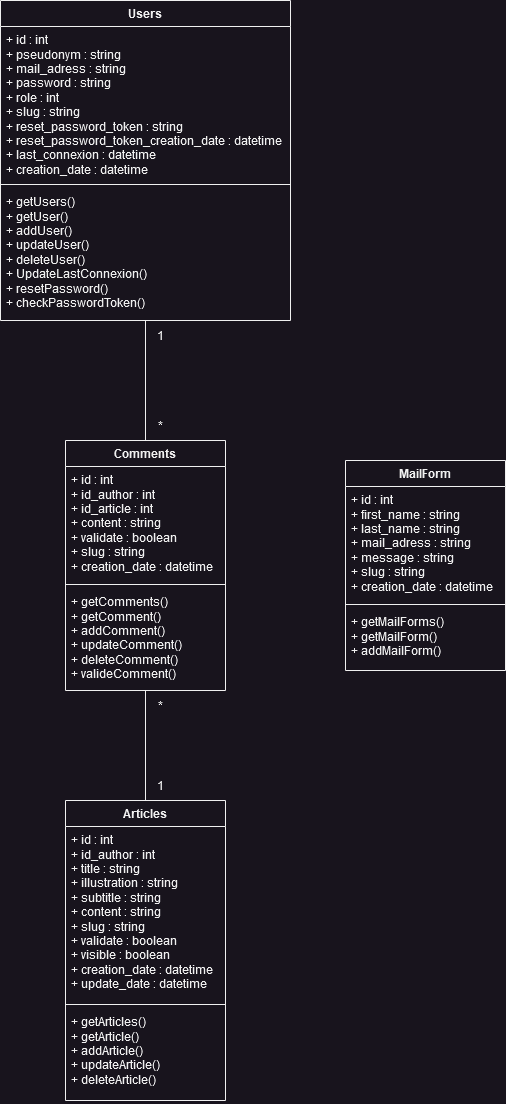 Users
+ id : int
+ pseudonym : string
+ mail_adress : string
+ password : string
+ role : int
+ slug : string
+ reset_password_token : string
+ reset_password_token_creation_date : datetime
+ last_connexion : datetime
+ creation_date : datetime
+ getUsers()
+ getUser()
+ addUser()
+ updateUser()
+ deleteUser()
+ UpdateLastConnexion()
+ resetPassword()
+ checkPasswordToken()
1
*
Comments
+ id : int
+ id_author : int
+ id_article : int
+ content : string
+ validate : boolean
+ slug : string
+ creation_date : datetime
+ getComments()
+ getComment()
+ addComment()
+ updateComment()
+ deleteComment()
+ valideComment()
MailForm
+ id : int
+ first_name : string
+ last_name : string
+ mail_adress : string
+ message : string
+ slug : string
+ creation_date : datetime
+ getMailForms()
+ getMailForm()
+ addMailForm()
*
1
Articles
+ id : int
+ id_author : int
+ title : string
+ illustration : string
+ subtitle : string
+ content : string
+ slug : string
+ validate : boolean
+ visible : boolean
+ creation_date : datetime
+ update_date : datetime
+ getArticles()
+ getArticle()
+ addArticle()
+ updateArticle()
+ deleteArticle()